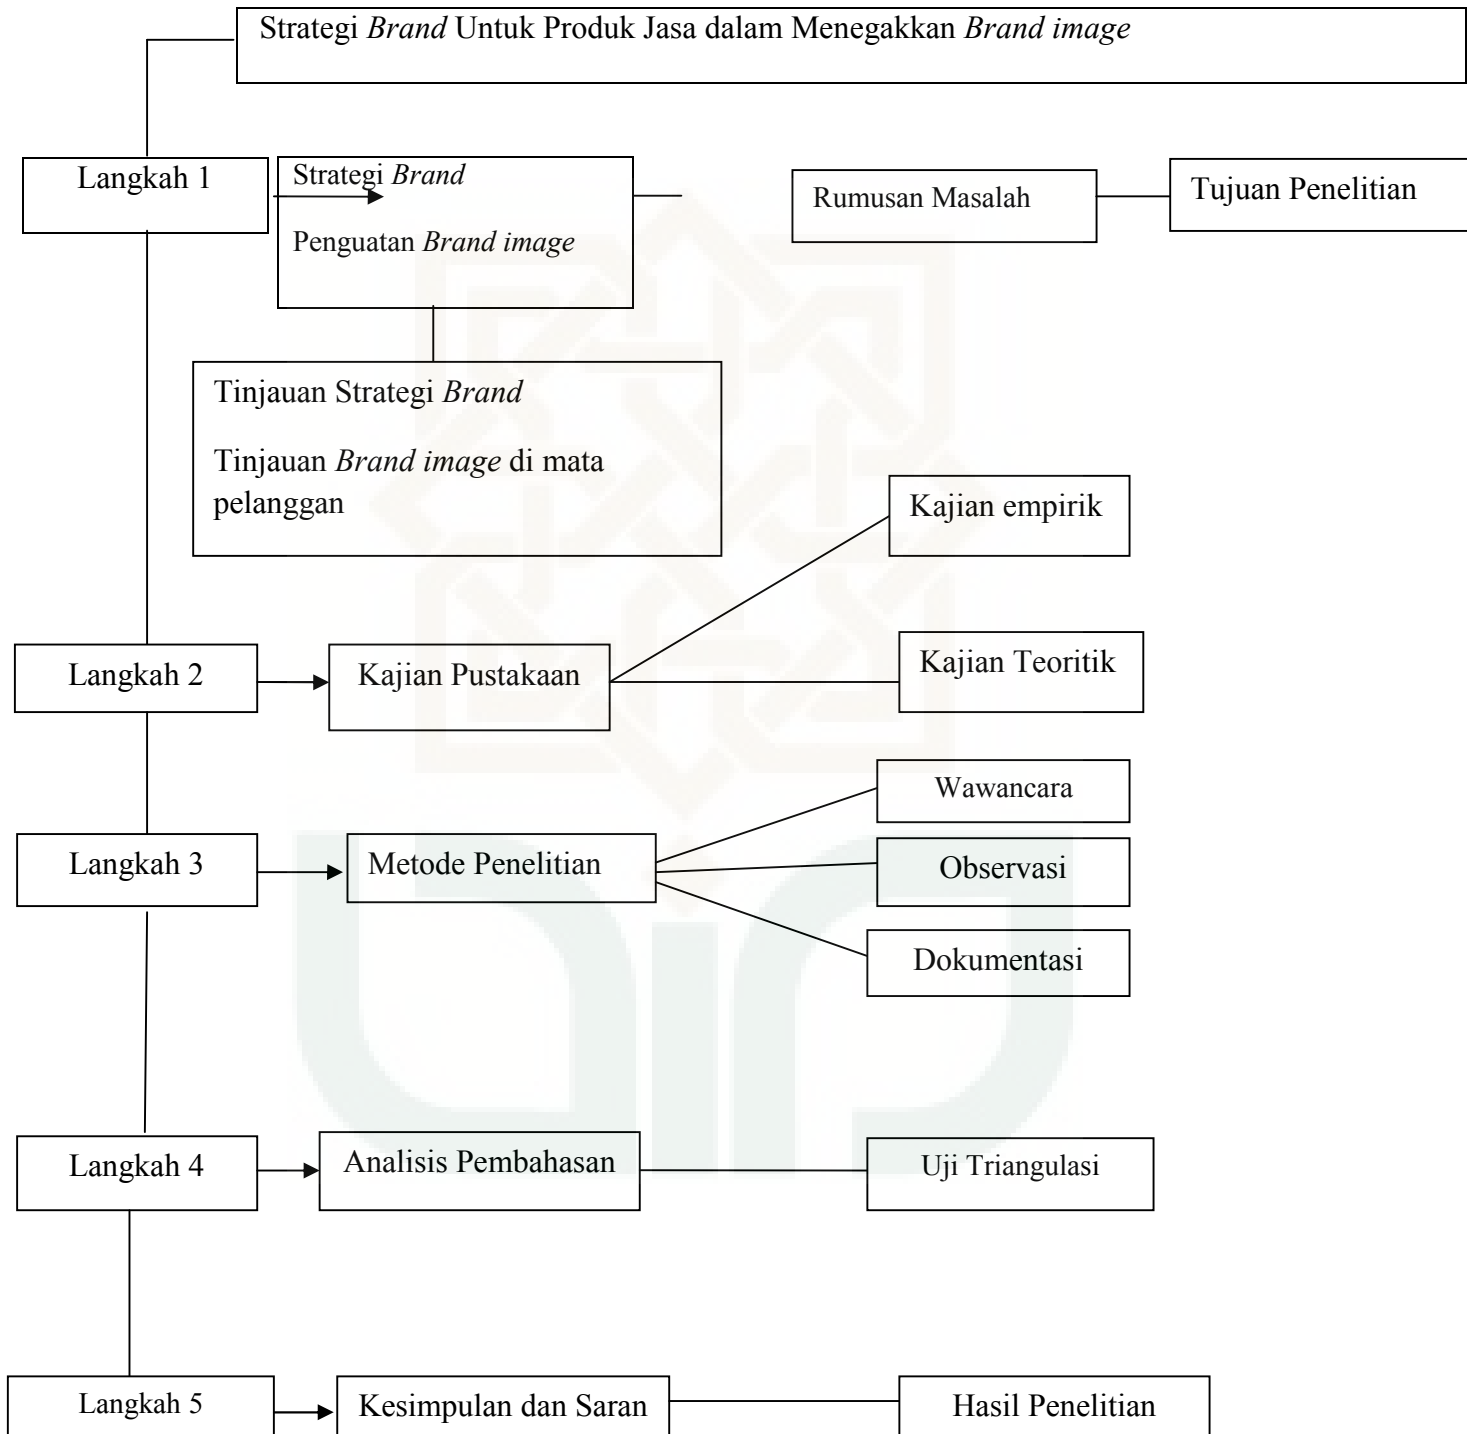 Strategi Brand Untuk Produk Jasa dalam Menegakkan Brand image
Langkah 1
Strategi Brand
Penguatan Brand image
Rumusan Masalah
Tujuan Penelitian
Tinjauan Strategi Brand
Tinjauan Brand image di mata
pelanggan
Kajian empirik
Langkah 2
Kajian Pustakaan
Kajian Teoritik
Wawancara
Langkah 3
Metode Penelitian
Observasi
Dokumentasi
Langkah 4
Analisis Pembahasan
Uji Triangulasi
Langkah 5
Kesimpulan dan Saran
Hasil Penelitian